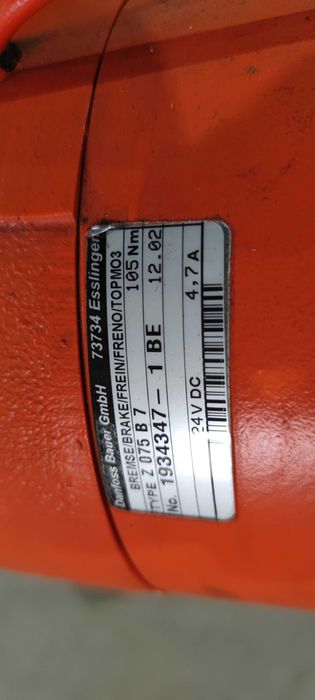 Danfoss Bauer GmbH 73734 Esslingen
BREMSE/BRAKE/FREIN/FRENO/TOPMO3
TYPE Z 075 B 7 105 Nm
No. 1934347 - 1 BE 12.02
24V DC 4,7 A